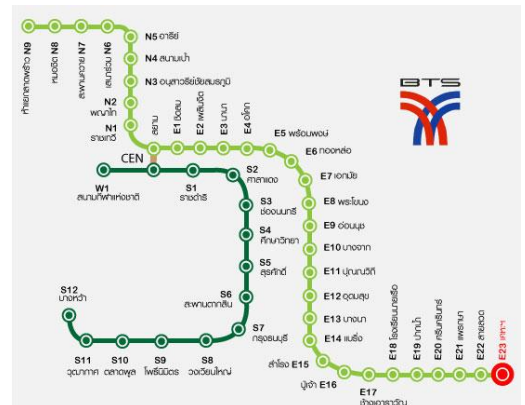 N9 ห้าแยกลาดพร้าว
N8 หมอชิต
N7 สะพานควาย
N6 เสนาร่วม
N5 อารีย์
N4 สนามเป้า
N3 อนุสาวรีย์ชัยสมรภูมิ
N2
พญาไท
N1
ราชเทวี
สยาม
CEN
E1 ชิดลม
E2 เพลินจิต
E3 นานา
E4 อโศก
E5 พร้อมพงษ์
E6 ทองหล่อ
E7 เอกมัย
E8 พระโขนง
E9 อ่อนนุช
E10 บางจาก
E11 ปุณณวิถี
E12 อุดมสุข
E13 บางนา
E14 แบริ่ง
สำโรง E15
ปู่เจ้า E16
E17
ช้างเอราวัณ
E18 โรงเรียนนายเรือ
E19 ปากน้ำ
E20 ศรีนครินทร์
E21 แพรกษา
E22 สายลวด
E23 เคหะฯ
W1
สนามกีฬาแห่งชาติ
S1
ราชดำริ
S2
ศาลาแดง
S3
ช่องนนทรี
S4
ศึกษาวิทยา
S5
สุรศักดิ์
S6
สะพานตากสิน
S7
กรุงธนบุรี
S8
วงเวียนใหญ่
S9
โพธิ์นิมิตร
S10
ตลาดพลู
S11
วุฒากาศ
S12
บางหว้า
BTS